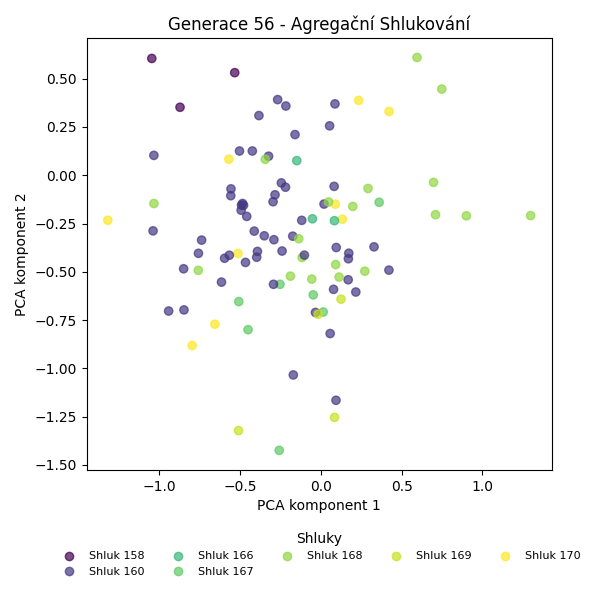 Generace 56 - Agregační Shlukování
PCA komponent 2
0.50
0.25
0.00
−0.25
−0.50
−0.75
−1.00
−1.25
−1.50
−1.0 −0.5 0.0 0.5 1.0
PCA komponent 1
Shluky
Shluk 158 Shluk 166 Shluk 168 Shluk 169 Shluk 170
Shluk 160 Shluk 167